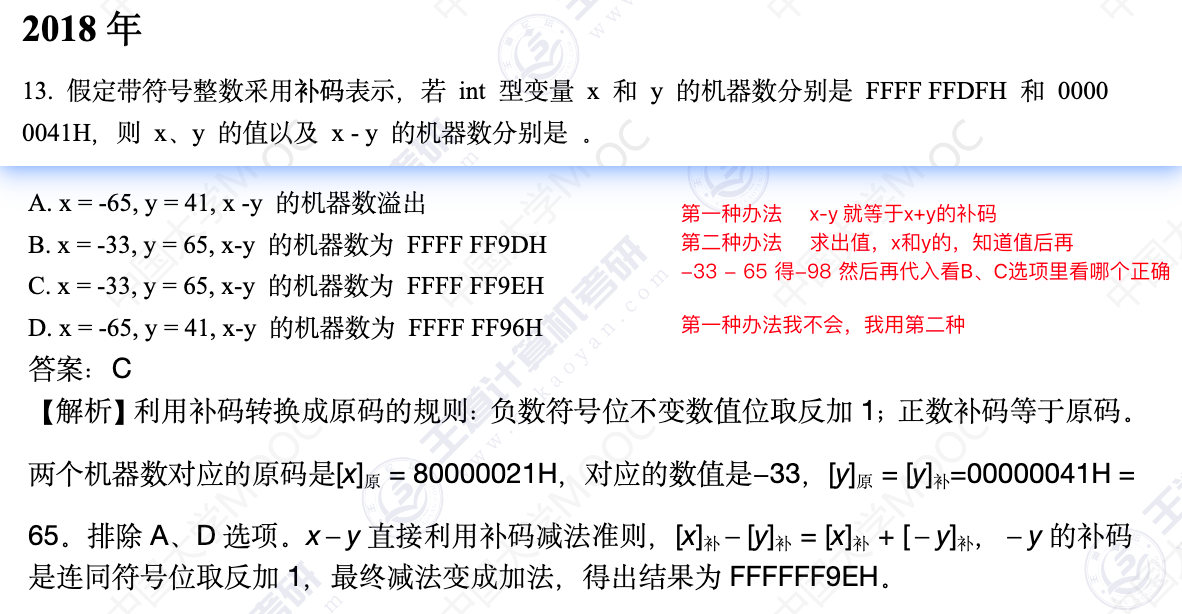 2018 年
13. 假定带符号整数采用补码表示，若 int 型变量 x 和 y 的机器数分别是 FFFF FFDFH 和 0000
0041H，则 x、y 的值以及 x - y 的机器数分别是 。
A. x = -65, y = 41, x -y 的机器数溢出
B. x = -33, y = 65, x-y 的机器数为 FFFF FF9DH
C. x = -33, y = 65, x-y 的机器数为 FFFF FF9EH
D. x = -65, y = 41, x-y 的机器数为 FFFF FF96H
第一种办法 x-y 就等于x+y的补码
第二种办法 求出值，x和y的，知道值后再
-33 - 65 得-98 然后再代入看B、C选项里看哪个正确
第一种办法我不会，我用第二种
答案：C
【解析】利用补码转换成原码的规则：负数符号位不变数值位取反加 1；正数补码等于原码。
两个机器数对应的原码是[x]原 = 80000021H，对应的数值是−33，[y]原 = [y]补=00000041H =
65。排除 A、D 选项。x – y 直接利用补码减法准则，[x]补 – [y]补 = [x]补 + [ – y]补， – y 的补码
是连同符号位取反加 1，最终减法变成加法，得出结果为 FFFFFF9EH。